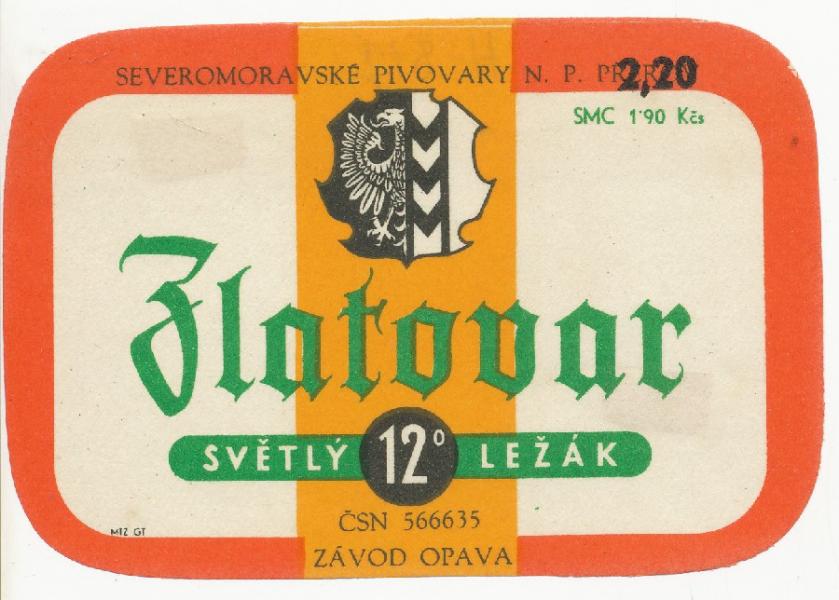 SEVEROMORAVSKÉ PIVOVARY N. P.
2,20
SMC 1·90 Kčs
Zlatovar
SVĚTLÝ 12° LEŽÁK
ČSN 566635
MTZ GT
ZÁVOD OPAVA